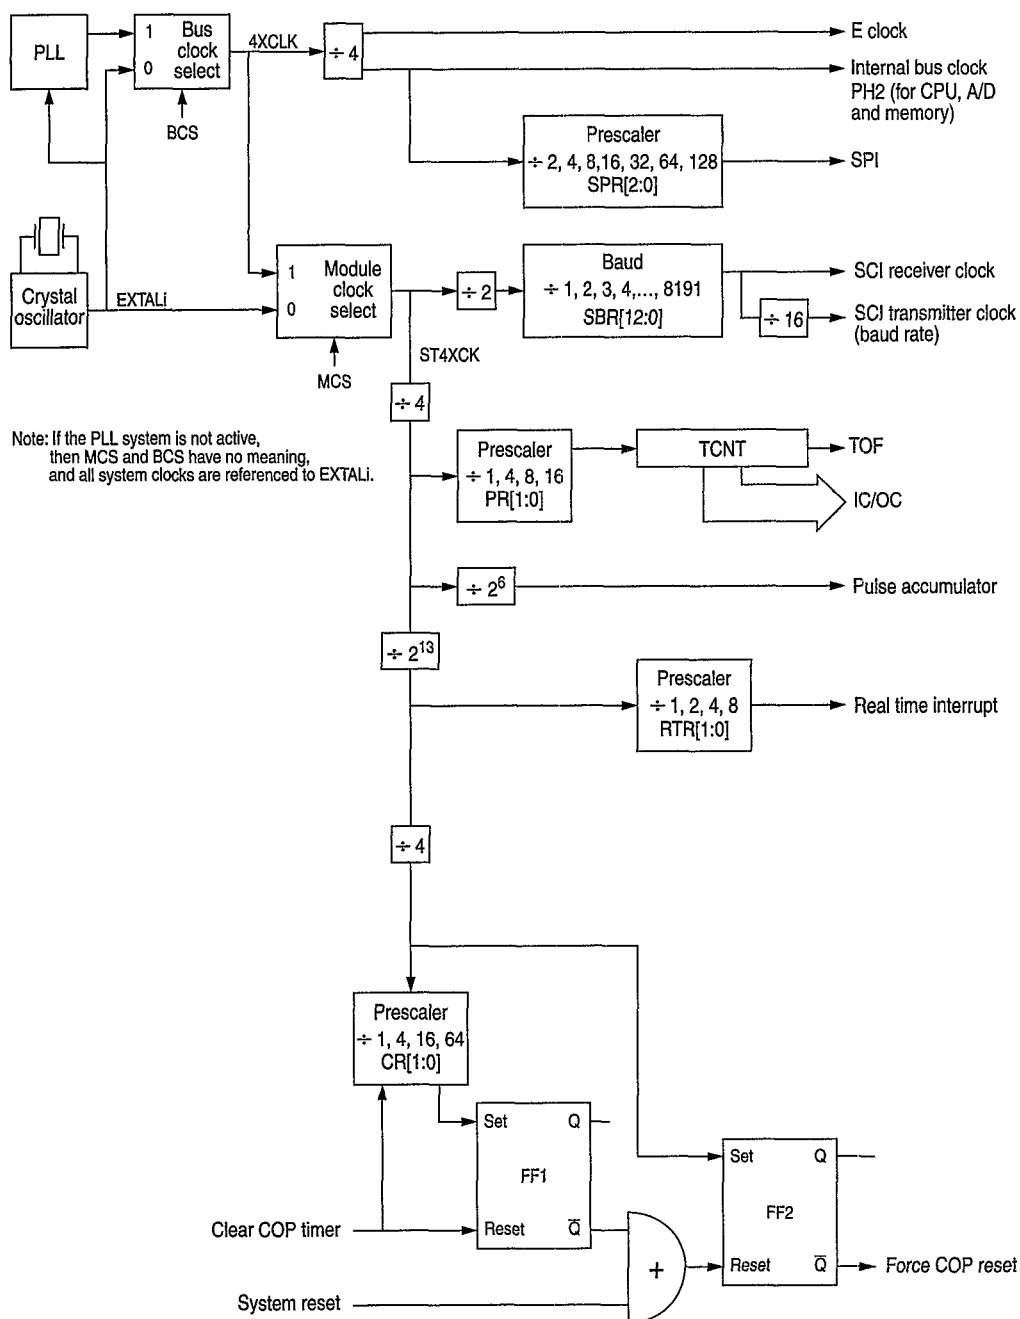 PLL
1
0
Bus
clock
select
BCS
4XCLK
÷ 4
E clock
Internal bus clock
PH2 (for CPU, A/D
and memory)
Prescaler
÷ 2, 4, 8,16, 32, 64, 128
SPR[2:0]
SPI
Crystal
oscillator
EXTALi
1
0
Module
clock
select
MCS
ST4XCK
÷ 2
Baud
÷ 1, 2, 3, 4,..., 8191
SBR[12:0]
SCI receiver clock
÷ 16
SCI transmitter clock
(baud rate)
÷ 4
Note: If the PLL system is not active,
then MCS and BCS have no meaning,
and all system clocks are referenced to EXTALi.
Prescaler
÷ 1, 4, 8, 16
PR[1:0]
TCNT
TOF
IC/OC
÷ 2⁶
Pulse accumulator
÷ 2¹³
Prescaler
÷ 1, 2, 4, 8
RTR[1:0]
Real time interrupt
÷ 4
Prescaler
÷ 1, 4, 16, 64
CR[1:0]
Set
Q
FF1
Reset
Q̅
Set
Q
FF2
Reset
Q̅
Clear COP timer
+
Force COP reset
System reset